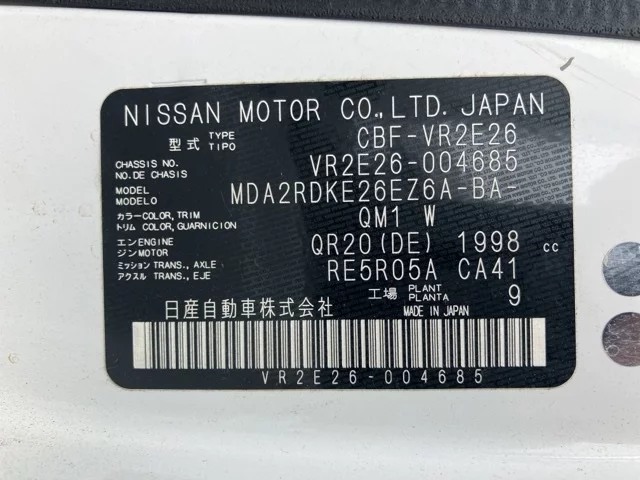 NISSAN MOTOR CO.,LTD. JAPAN
型式 TYPE TIPO CBF-VR2E26
CHASSIS NO. NO.DE CHASIS VR2E26-004685
MODEL MODELO MDA2RDKE26EZ6A-BA-
カラー COLOR, TRIM トリム COLOR, GUARNICION QM1 W
エン ENGINE ジン MOTOR QR20(DE) 1998 cc
ミッション TRANS., AXLE アクスル TRANS., EJE RE5R05A CA41
工場 PLANT PLANTA 9
日産自動車株式会社 MADE IN JAPAN
VR2E26-004685